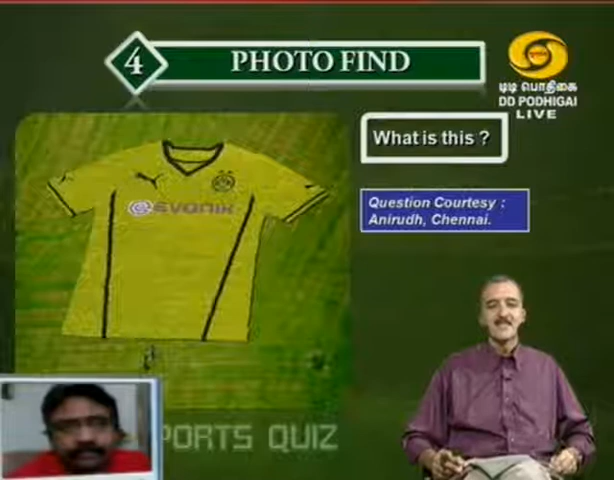 4
PHOTO FIND
டிடி பொதிகை
DD PODHIGAI
LIVE
What is this ?
Question Courtesy :
Anirudh, Chennai.
EVONIK
PORTS QUIZ